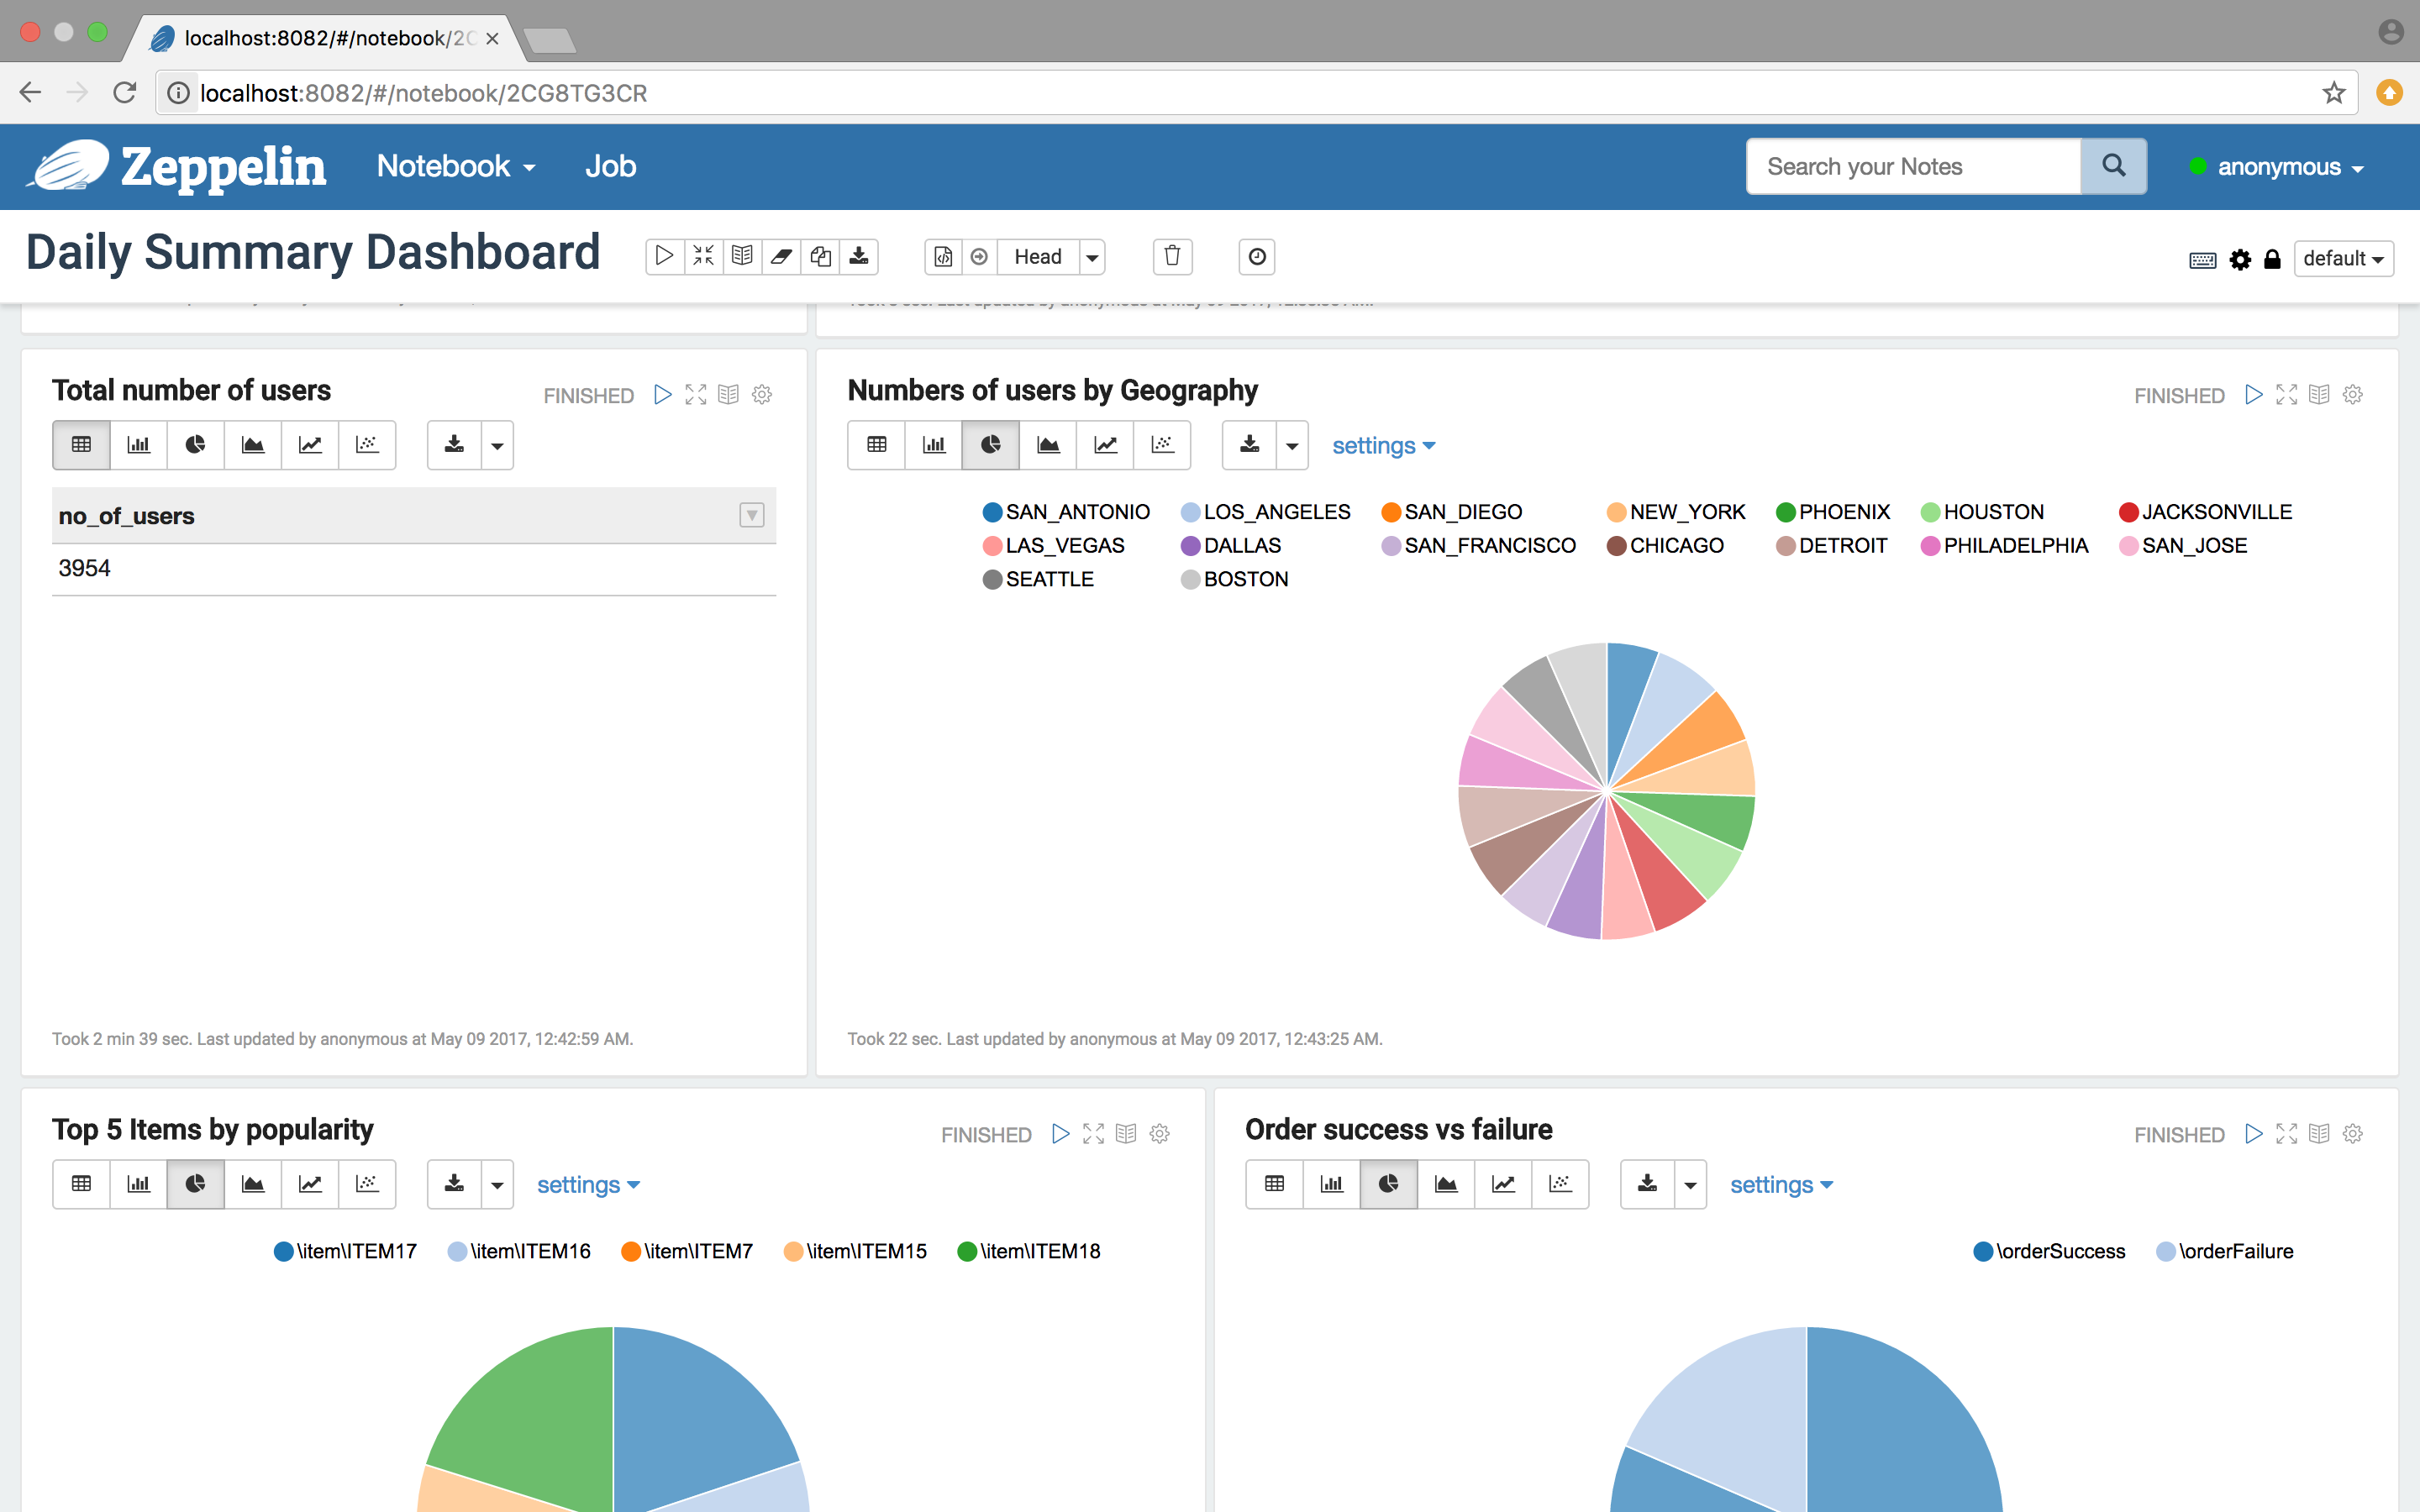 localhost:8082/#/notebook/2C
localhost:8082/#/notebook/2CG8TG3CR
Zeppelin Notebook Job Search your Notes anonymous
Daily Summary Dashboard Head default
Total number of users FINISHED
no_of_users
3954
Took 2 min 39 sec. Last updated by anonymous at May 09 2017, 12:42:59 AM.
Numbers of users by Geography FINISHED
settings
SAN_ANTONIO LOS_ANGELES SAN_DIEGO NEW_YORK PHOENIX HOUSTON JACKSONVILLE
LAS_VEGAS DALLAS SAN_FRANCISCO CHICAGO DETROIT PHILADELPHIA SAN_JOSE
SEATTLE BOSTON
Took 22 sec. Last updated by anonymous at May 09 2017, 12:43:25 AM.
Top 5 Items by popularity FINISHED
settings
\item\ITEM17 \item\ITEM16 \item\ITEM7 \item\ITEM15 \item\ITEM18
Order success vs failure FINISHED
settings
\orderSuccess \orderFailure